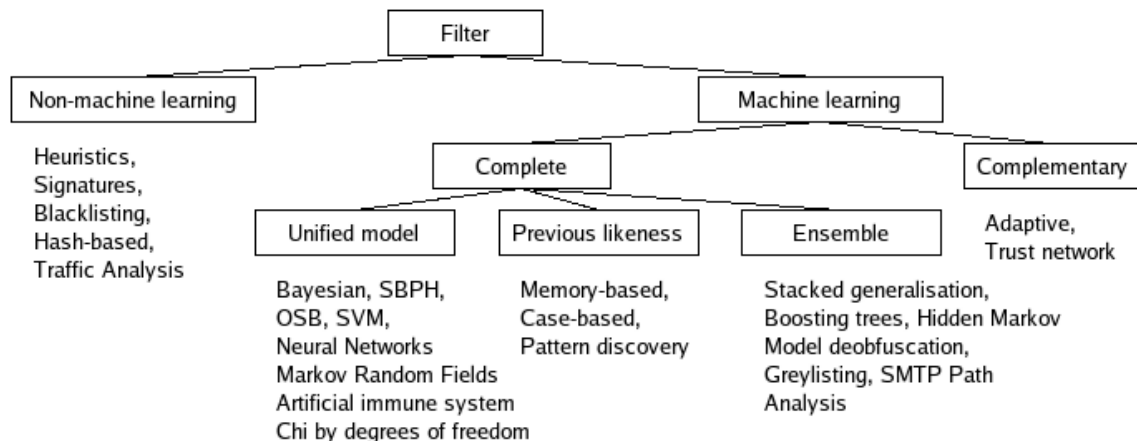 Filter
Non-machine learning
Machine learning
Heuristics,
Signatures,
Blacklisting,
Hash-based,
Traffic Analysis
Complete
Complementary
Adaptive,
Trust network
Unified model
Previous likeness
Ensemble
Bayesian, SBPH,
OSB, SVM,
Neural Networks
Markov Random Fields
Artificial immune system
Chi by degrees of freedom
Memory-based,
Case-based,
Pattern discovery
Stacked generalisation,
Boosting trees, Hidden Markov
Model deobfuscation,
Greylisting, SMTP Path
Analysis